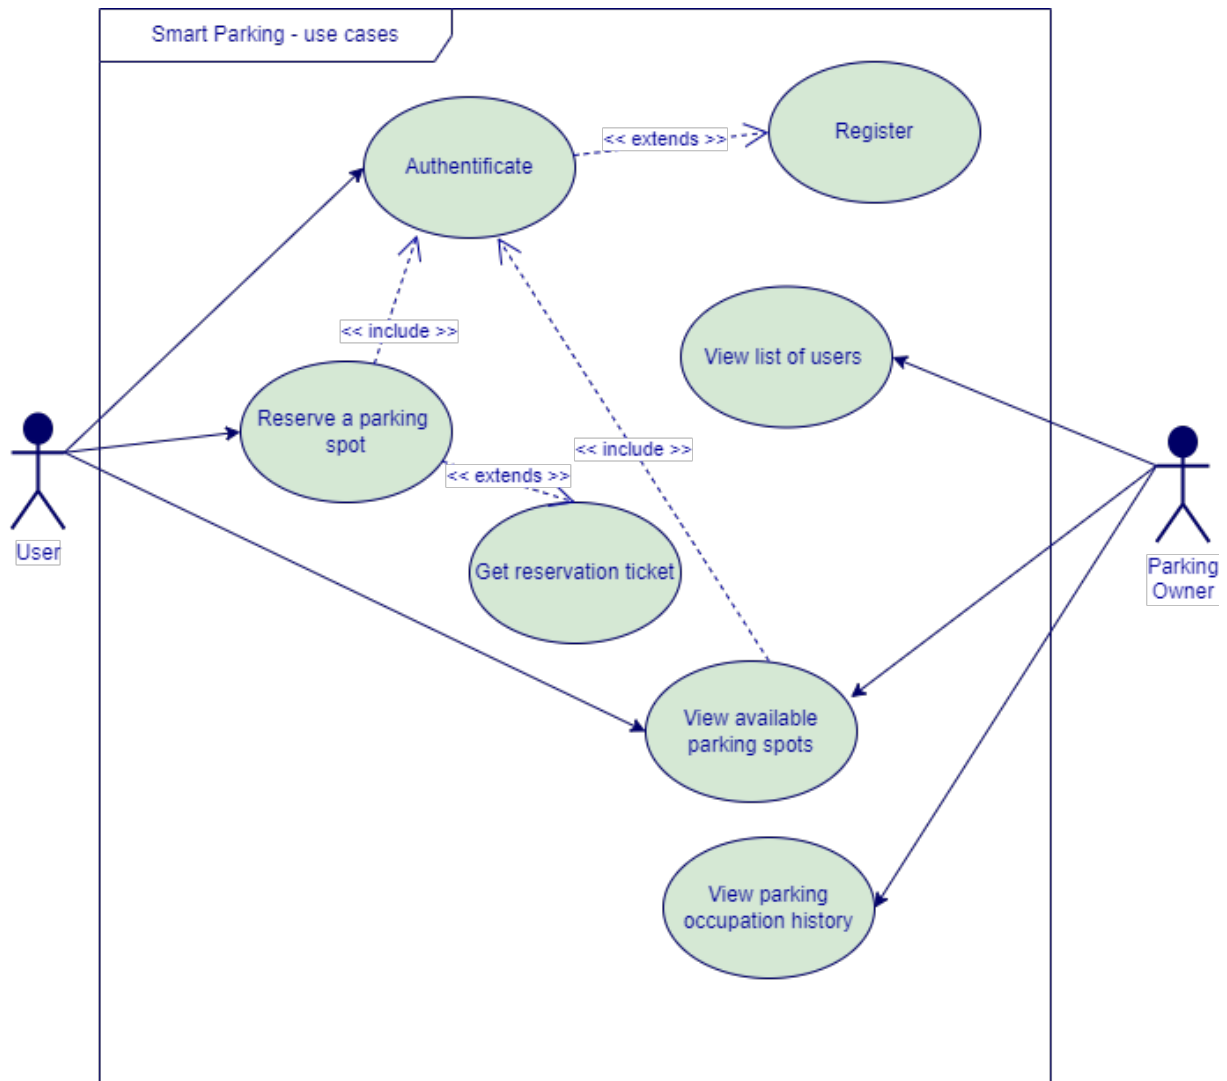 Smart Parking - use cases
Authentificate
<< extends >>
Register
<< include >>
View list of users
Reserve a parking
spot
<< include >>
<< extends >>
User
Get reservation ticket
Parking
Owner
View available
parking spots
View parking
occupation history